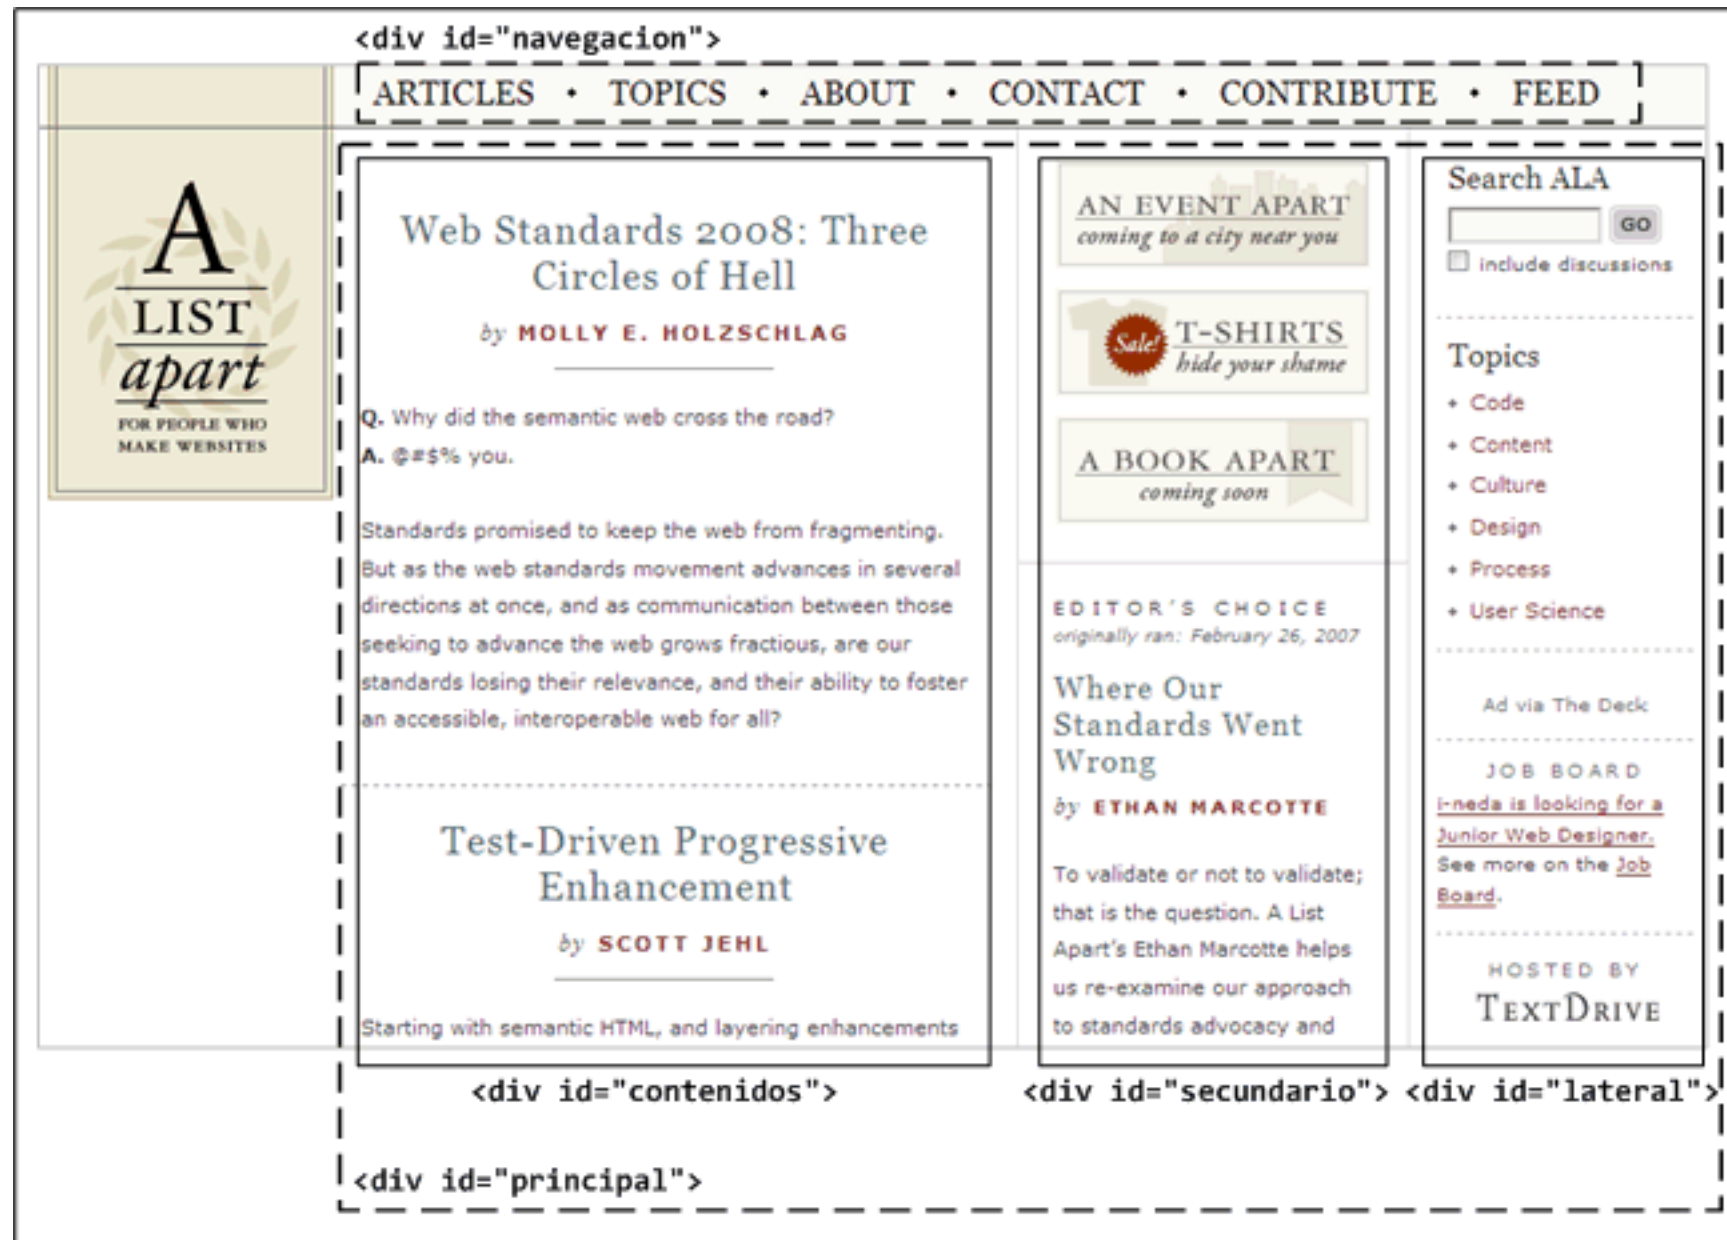 <div id="navegacion">
ARTICLES • TOPICS • ABOUT • CONTACT • CONTRIBUTE • FEED
A
LIST
apart
FOR PEOPLE WHO
MAKE WEBSITES
Web Standards 2008: Three
Circles of Hell
by MOLLY E. HOLZSCHLAG
Q. Why did the semantic web cross the road?
A. @#$% you.
Standards promised to keep the web from fragmenting.
But as the web standards movement advances in several
directions at once, and as communication between those
seeking to advance the web grows fractious, are our
standards losing their relevance, and their ability to foster
an accessible, interoperable web for all?
Test-Driven Progressive
Enhancement
by SCOTT JEHL
Starting with semantic HTML, and layering enhancements
<div id="contenidos">
AN EVENT APART
coming to a city near you
Sale!
T-SHIRTS
hide your shame
A BOOK APART
coming soon
EDITOR'S CHOICE
originally ran: February 26, 2007
Where Our
Standards Went
Wrong
by ETHAN MARCOTTE
To validate or not to validate;
that is the question. A List
Apart's Ethan Marcotte helps
us re-examine our approach
to standards advocacy and
<div id="secundario">
Search ALA
GO
include discussions
Topics
+ Code
+ Content
+ Culture
+ Design
+ Process
+ User Science
Ad via The Deck
JOB BOARD
i-neda is looking for a
Junior Web Designer.
See more on the Job
Board.
HOSTED BY
TEXTDRIVE
<div id="lateral">
<div id="principal">